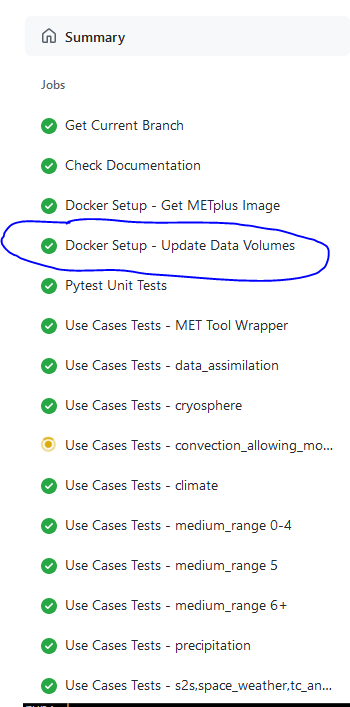 Summary
Jobs
Get Current Branch
Check Documentation
Docker Setup - Get METplus Image
Docker Setup - Update Data Volumes
Pytest Unit Tests
Use Cases Tests - MET Tool Wrapper
Use Cases Tests - data_assimilation
Use Cases Tests - cryosphere
Use Cases Tests - convection_allowing_mo...
Use Cases Tests - climate
Use Cases Tests - medium_range 0-4
Use Cases Tests - medium_range 5
Use Cases Tests - medium_range 6+
Use Cases Tests - precipitation
Use Cases Tests - s2s,space_weather,tc_an...